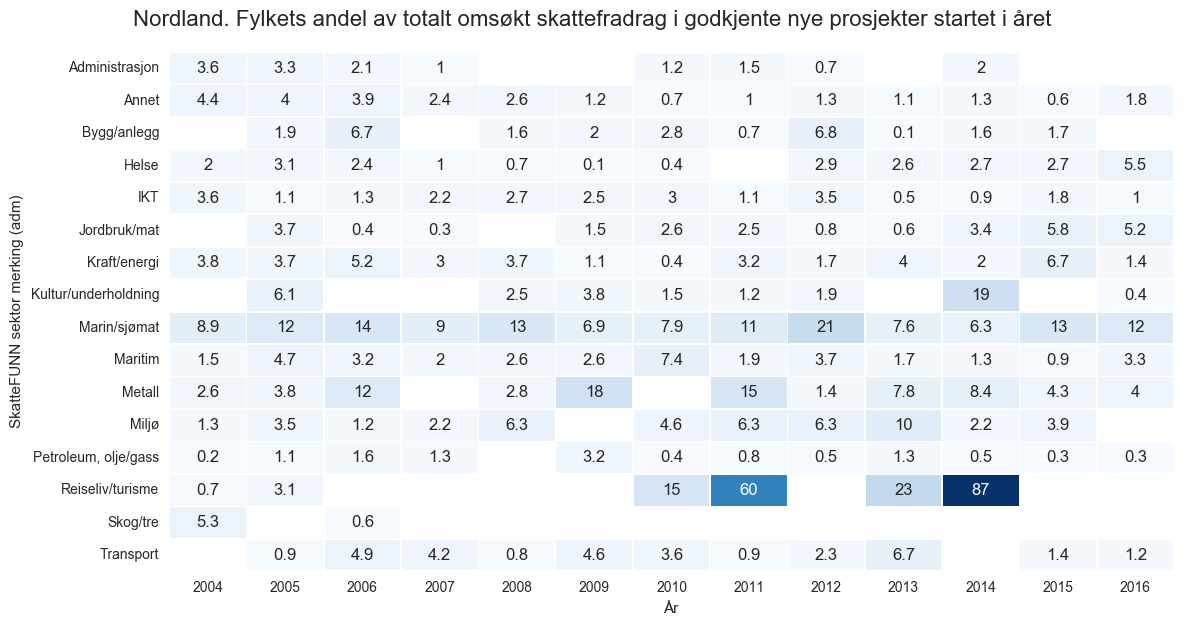 Nordland. Fylkets andel av totalt omsøkt skattefradrag i godkjente nye prosjekter startet i året
SkatteFUNN sektor merking (adm)
Administrasjon 3.6 3.3 2.1 1 1.2 1.5 0.7 2
Annet 4.4 4 3.9 2.4 2.6 1.2 0.7 1 1.3 1.1 1.3 0.6 1.8
Bygg/anlegg 1.9 6.7 1.6 2 2.8 0.7 6.8 0.1 1.6 1.7
Helse 2 3.1 2.4 1 0.7 0.1 0.4 2.9 2.6 2.7 2.7 5.5
IKT 3.6 1.1 1.3 2.2 2.7 2.5 3 1.1 3.5 0.5 0.9 1.8 1
Jordbruk/mat 3.7 0.4 0.3 1.5 2.6 2.5 0.8 0.6 3.4 5.8 5.2
Kraft/energi 3.8 3.7 5.2 3 3.7 1.1 0.4 3.2 1.7 4 2 6.7 1.4
Kultur/underholdning 6.1 2.5 3.8 1.5 1.2 1.9 19 0.4
Marin/sjømat 8.9 12 14 9 13 6.9 7.9 11 21 7.6 6.3 13 12
Maritim 1.5 4.7 3.2 2 2.6 2.6 7.4 1.9 3.7 1.7 1.3 0.9 3.3
Metall 2.6 3.8 12 2.8 18 15 1.4 7.8 8.4 4.3 4
Miljø 1.3 3.5 1.2 2.2 6.3 4.6 6.3 6.3 10 2.2 3.9
Petroleum, olje/gass 0.2 1.1 1.6 1.3 3.2 0.4 0.8 0.5 1.3 0.5 0.3 0.3
Reiseliv/turisme 0.7 3.1 15 60 23 87
Skog/tre 5.3 0.6
Transport 0.9 4.9 4.2 0.8 4.6 3.6 0.9 2.3 6.7 1.4 1.2
2004 2005 2006 2007 2008 2009 2010 2011 2012 2013 2014 2015 2016
År